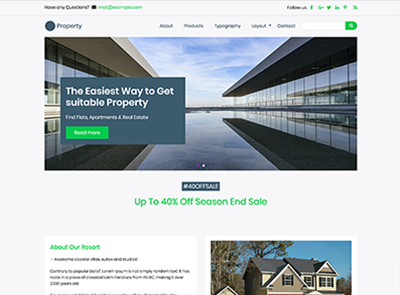 Have any Questions? mail@example.com
Follow us
Property
About Products Typography Layout Contact
The Easiest Way to Get
suitable Property
Find Flats, Apartments & Real Estate
Read more
#40OFFSALE
Up To 40% Off Season End Sale
About Our Resort
– Awesome coastal villas, suites and studios!
Contrary to popular belief, Lorem Ipsum is not simply random text. It has
roots in a piece of classical Latin literature from 45 BC, making it over
2000 years old.